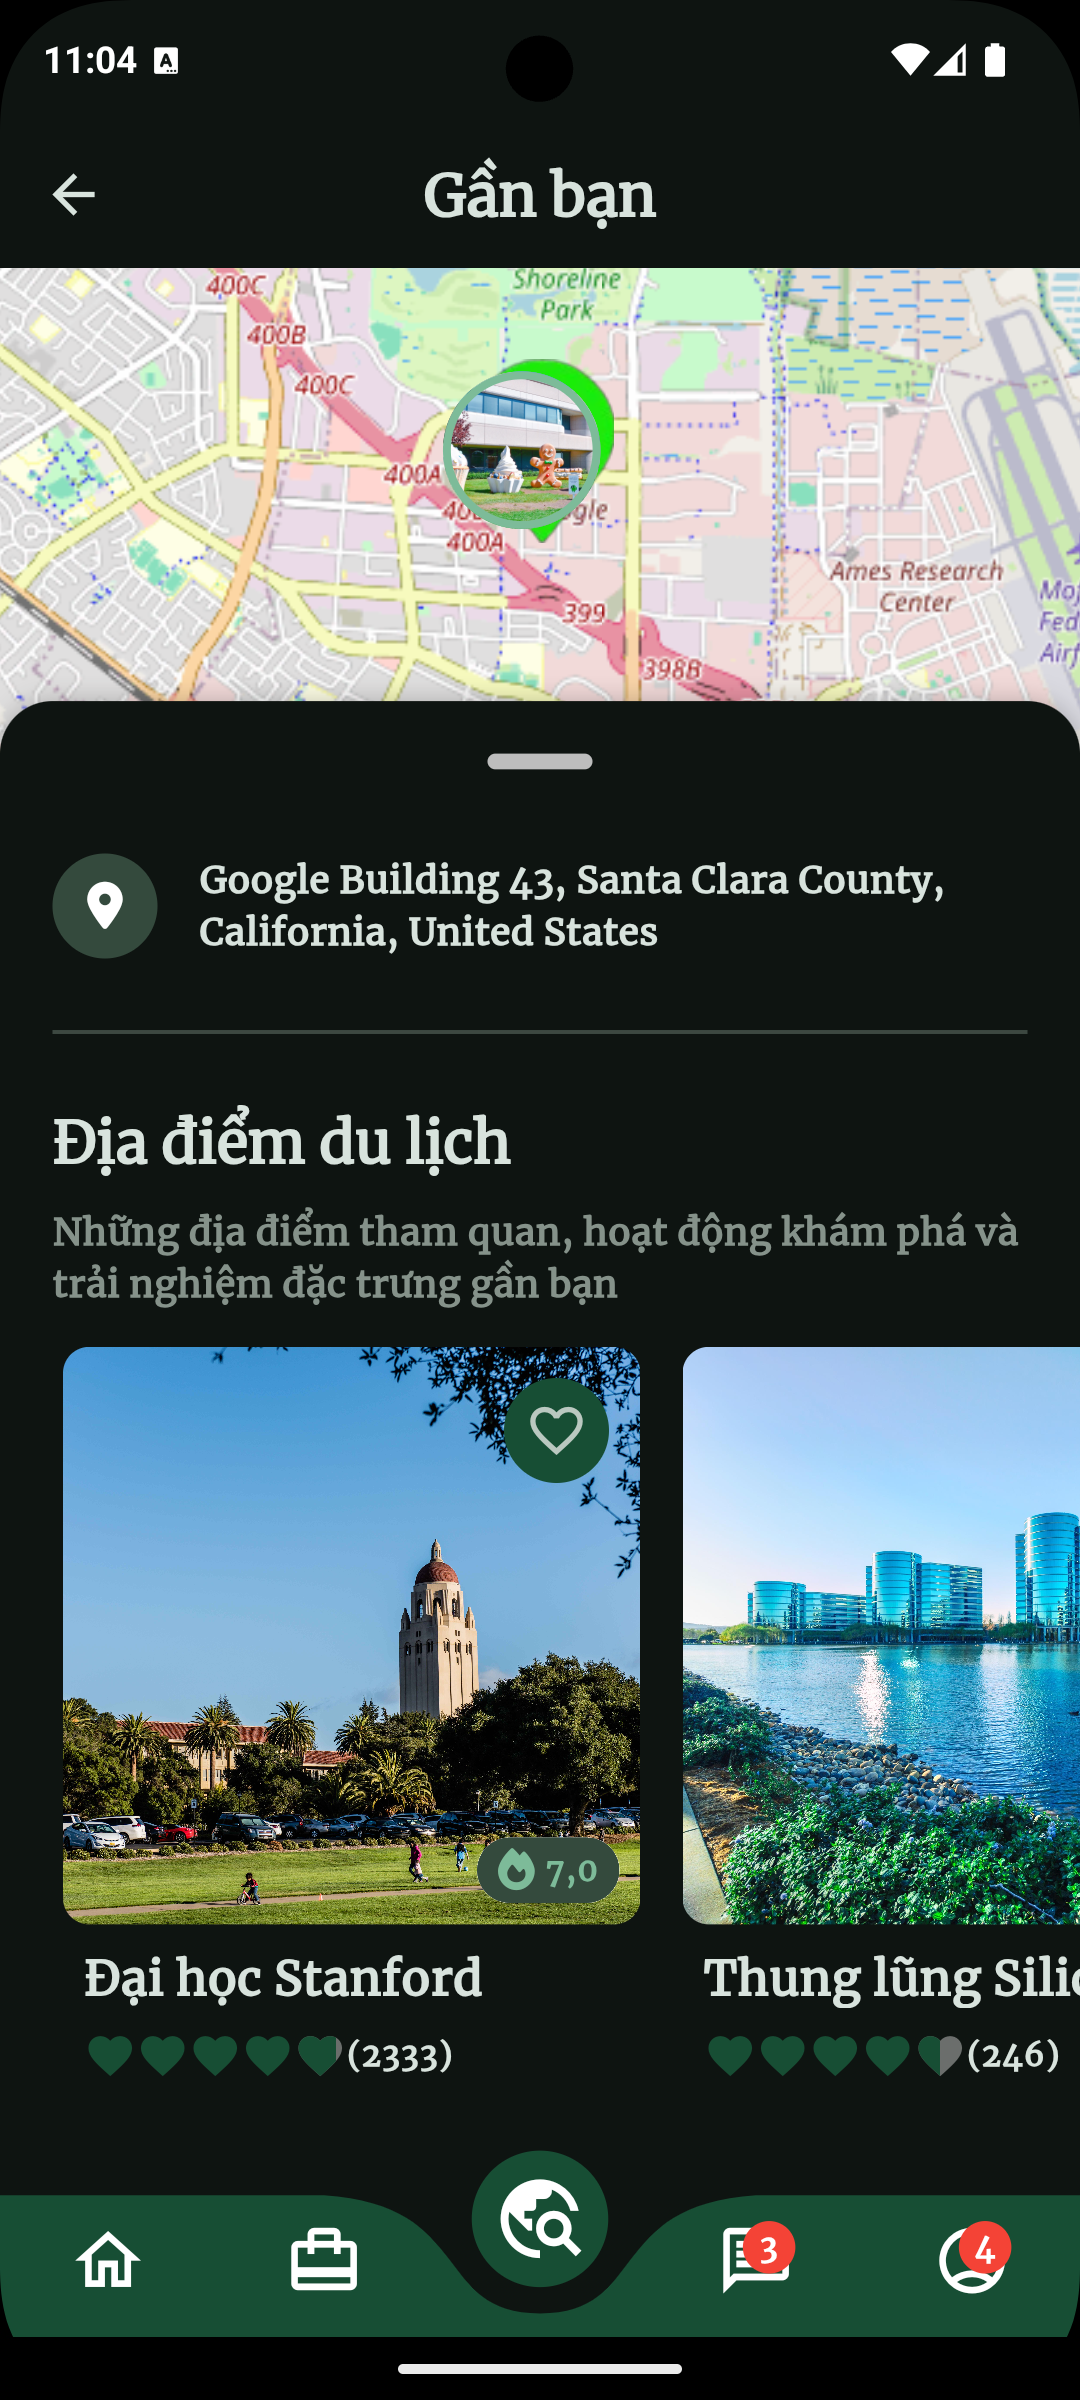 11:04
Gần bạn
Shoreline
Park
400C
400B
400C
400A
400A
399
398B
Ames Research
Center
Google Building 43, Santa Clara County,
California, United States
Địa điểm du lịch
Những địa điểm tham quan, hoạt động khám phá và
trải nghiệm đặc trưng gần bạn
7,0
Đại học Stanford
Thung lũng Silic
(2333)
(246)
3
4